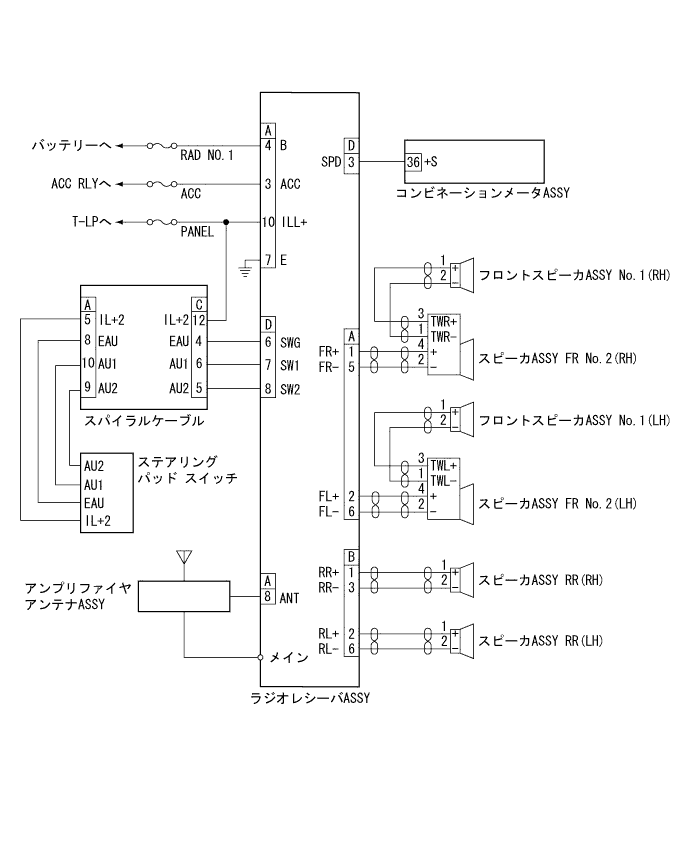 A
バッテリーへ 4 B
RAD NO.1
ACC RLY へ 3 ACC
ACC
T-LPへ 10 ILL+
PANEL
7 E
D
SPD 3
36 +S
コンビネーションメータASSY
A C
5 IL+2 IL+2 12
8 EAU EAU 4
10 AU1 AU1 6
9 AU2 AU2 5
スパイラルケーブル
D
6 SWG
7 SW1
8 SW2
AU2
AU1
EAU
IL+2
ステアリング
パッド スイッチ
1 +
2 −
フロントスピーカASSY No.1(RH)
3 TWR+
1 TWR-
4 +
2 −
スピーカASSY FR No.2(RH)
A
FR+ 1
FR- 5
1 +
2 −
フロントスピーカASSY No.1(LH)
3 TWL+
1 TWL-
4 +
2 −
スピーカASSY FR No.2(LH)
FL+ 2
FL- 6
B
RR+ 1
RR- 3
1 +
2 −
スピーカASSY RR(RH)
RL+ 2
RL- 6
1 +
2 −
スピーカASSY RR(LH)
アンプリファイヤ
アンテナASSY
A
8 ANT
メイン
ラジオレシーバASSY